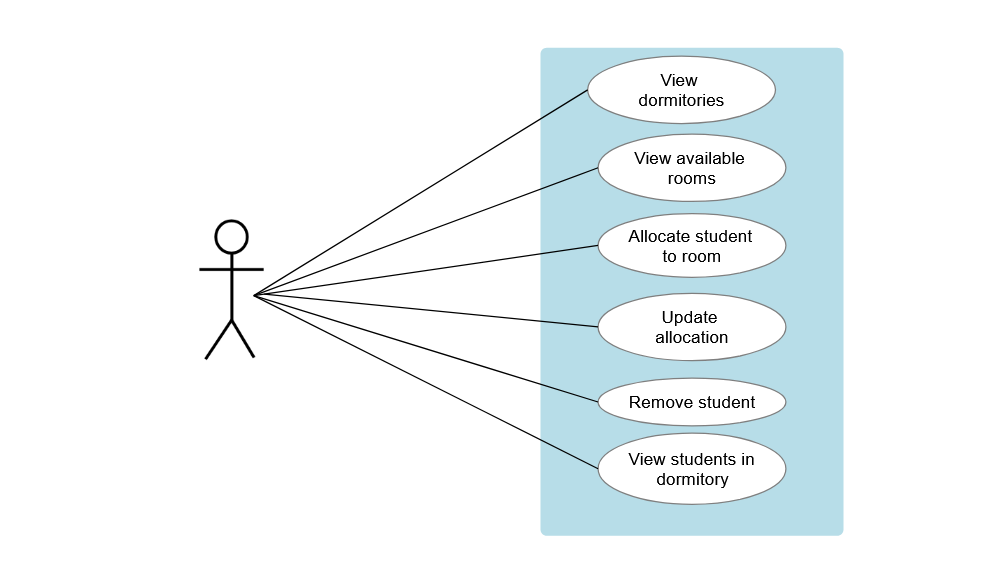 View
dormitories
View available
rooms
Allocate student
to room
Update
allocation
Remove student
View students in
dormitory